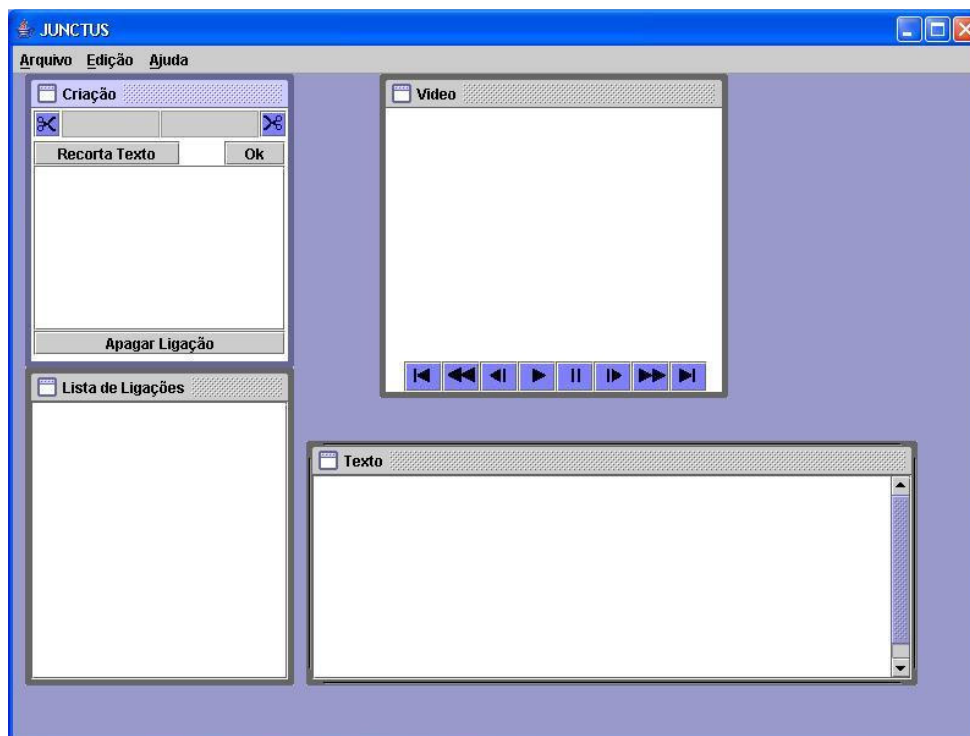 JUNCTUS
Arquivo Edição Ajuda
Criação
Recorta Texto Ok
Apagar Ligação
Lista de Ligações
Video
Texto